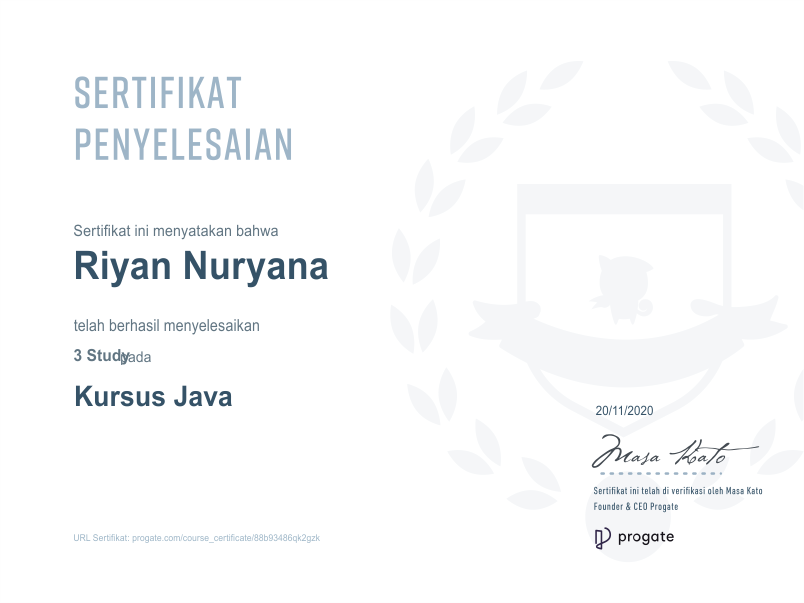 SERTIFIKAT
PENYELESAIAN
Sertifikat ini menyatakan bahwa
Riyan Nuryana
telah berhasil menyelesaikan
3 Study pada
Kursus Java
20/11/2020
Masa Kato
Sertifikat ini telah di verifikasi oleh Masa Kato
Founder & CEO Progate
progate
URL Sertifikat: progate.com/course_certificate/88b93486qk2gzk